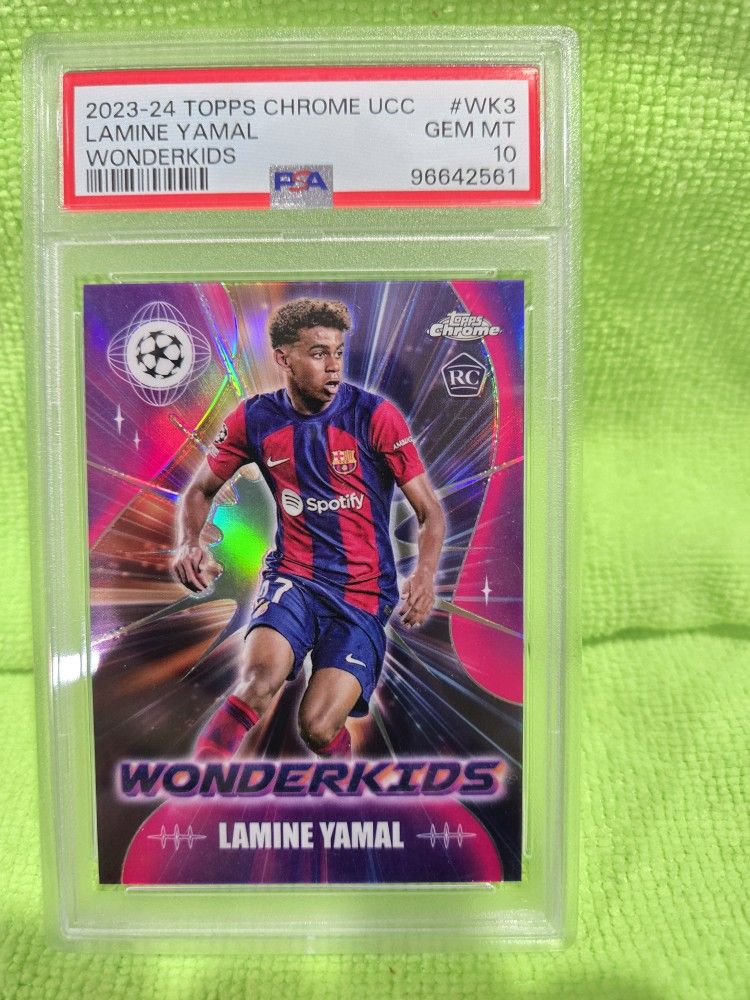 2023-24 TOPPS CHROME UCC #WK3
LAMINE YAMAL GEM MT
WONDERKIDS 10
PSA 96642561
Topps
Chrome
RC
Spotify
WONDERKIDS
LAMINE YAMAL